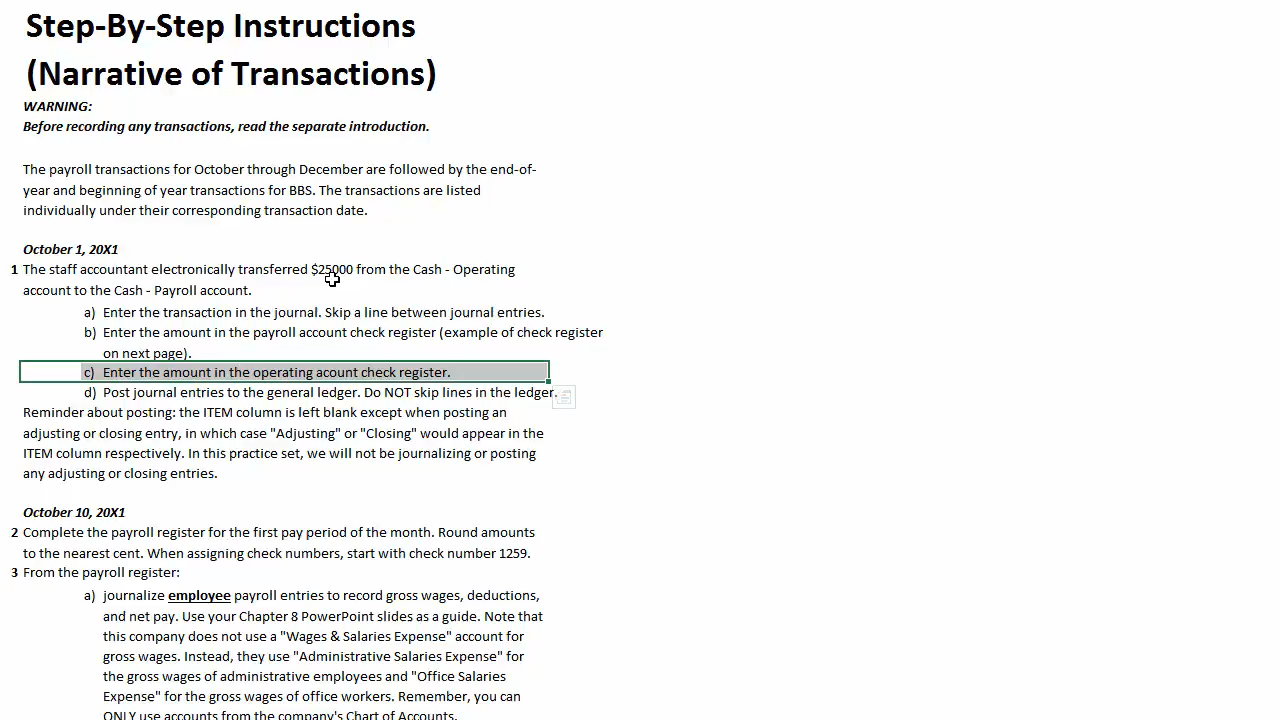 Step-By-Step Instructions
(Narrative of Transactions)
WARNING:
Before recording any transactions, read the separate introduction.
The payroll transactions for October through December are followed by the end-of-
year and beginning of year transactions for BBS. The transactions are listed
individually under their corresponding transaction date.
October 1, 20X1
1 The staff accountant electronically transferred $25000 from the Cash - Operating
account to the Cash - Payroll account.
a) Enter the transaction in the journal. Skip a line between journal entries.
b) Enter the amount in the payroll account check register (example of check register
on next page).
c) Enter the amount in the operating acount check register.
d) Post journal entries to the general ledger. Do NOT skip lines in the ledger.
Reminder about posting: the ITEM column is left blank except when posting an
adjusting or closing entry, in which case "Adjusting" or "Closing" would appear in the
ITEM column respectively. In this practice set, we will not be journalizing or posting
any adjusting or closing entries.
October 10, 20X1
2 Complete the payroll register for the first pay period of the month. Round amounts
to the nearest cent. When assigning check numbers, start with check number 1259.
3 From the payroll register:
a) journalize employee payroll entries to record gross wages, deductions,
and net pay. Use your Chapter 8 PowerPoint slides as a guide. Note that
this company does not use a "Wages & Salaries Expense" account for
gross wages. Instead, they use "Administrative Salaries Expense" for
the gross wages of administrative employees and "Office Salaries
Expense" for the gross wages of office workers. Remember, you can
ONLY use accounts from the company's Chart of Accounts.